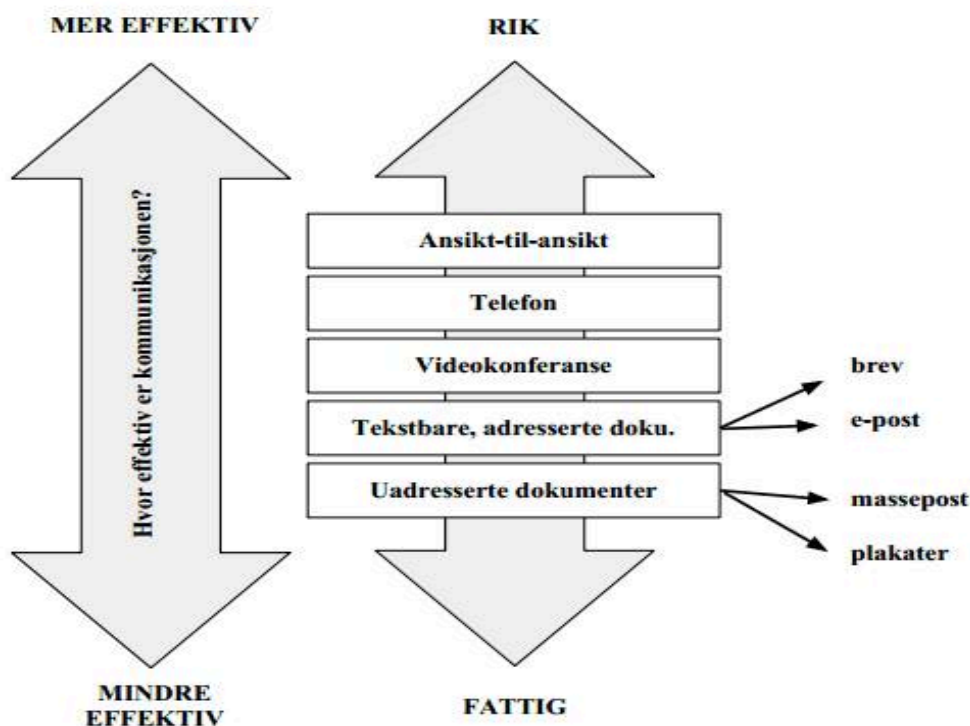 MER EFFEKTIV
RIK
Hvor effektiv er kommunikasjonen?
Ansikt-til-ansikt
Telefon
Videokonferanse
Tekstbare, adresserte doku.
Uadresserte dokumenter
brev
e-post
massepost
plakater
MINDRE
EFFEKTIV
FATTIG